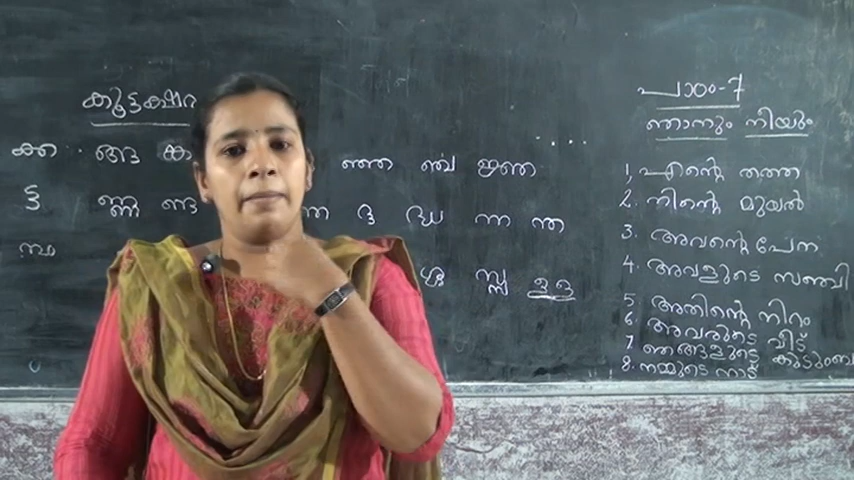 കൂട്ടക്ഷര
ക്ക ങ്ങ ങ്ക ഞ്ഞ ഞ്ച ജ്ഞ
ട്ട ണ്ണ ണ്ട ത്ത ദ്ദ ദ്ധ ന്ന ന്ത
ള്ള
പാഠം-7
ഞാനും നീയും
1, എന്റെ തത്ത
2. നിന്റെ മുയൽ
3. അവന്റെ പേന
4. അവളുടെ സഞ്ചി
5. അതിന്റെ നിറം
6. അവരുടെ വീട്
7. ഞങ്ങളുടെ കുടുംബ
8. നമ്മുടെ നാട്